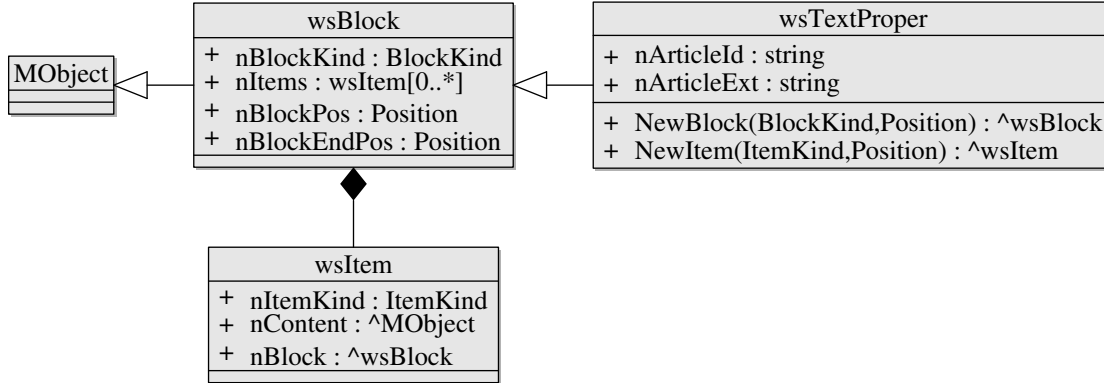 MObject
wsBlock
+ nBlockKind : BlockKind
+ nItems : wsItem[0..*]
+ nBlockPos : Position
+ nBlockEndPos : Position
wsTextProper
+ nArticleId : string
+ nArticleExt : string
+ NewBlock(BlockKind,Position) : ^wsBlock
+ NewItem(ItemKind,Position) : ^wsItem
wsItem
+ nItemKind : ItemKind
+ nContent : ^MObject
+ nBlock : ^wsBlock